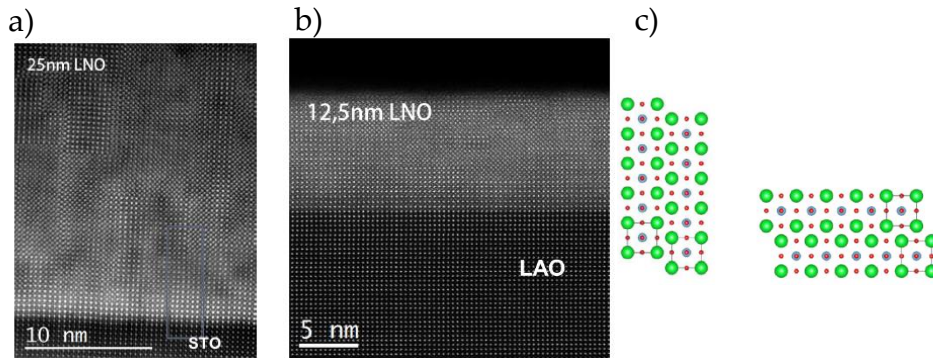 a)
b)
c)
25nm LNO
10 nm
STO
12,5nm LNO
LAO
5 nm